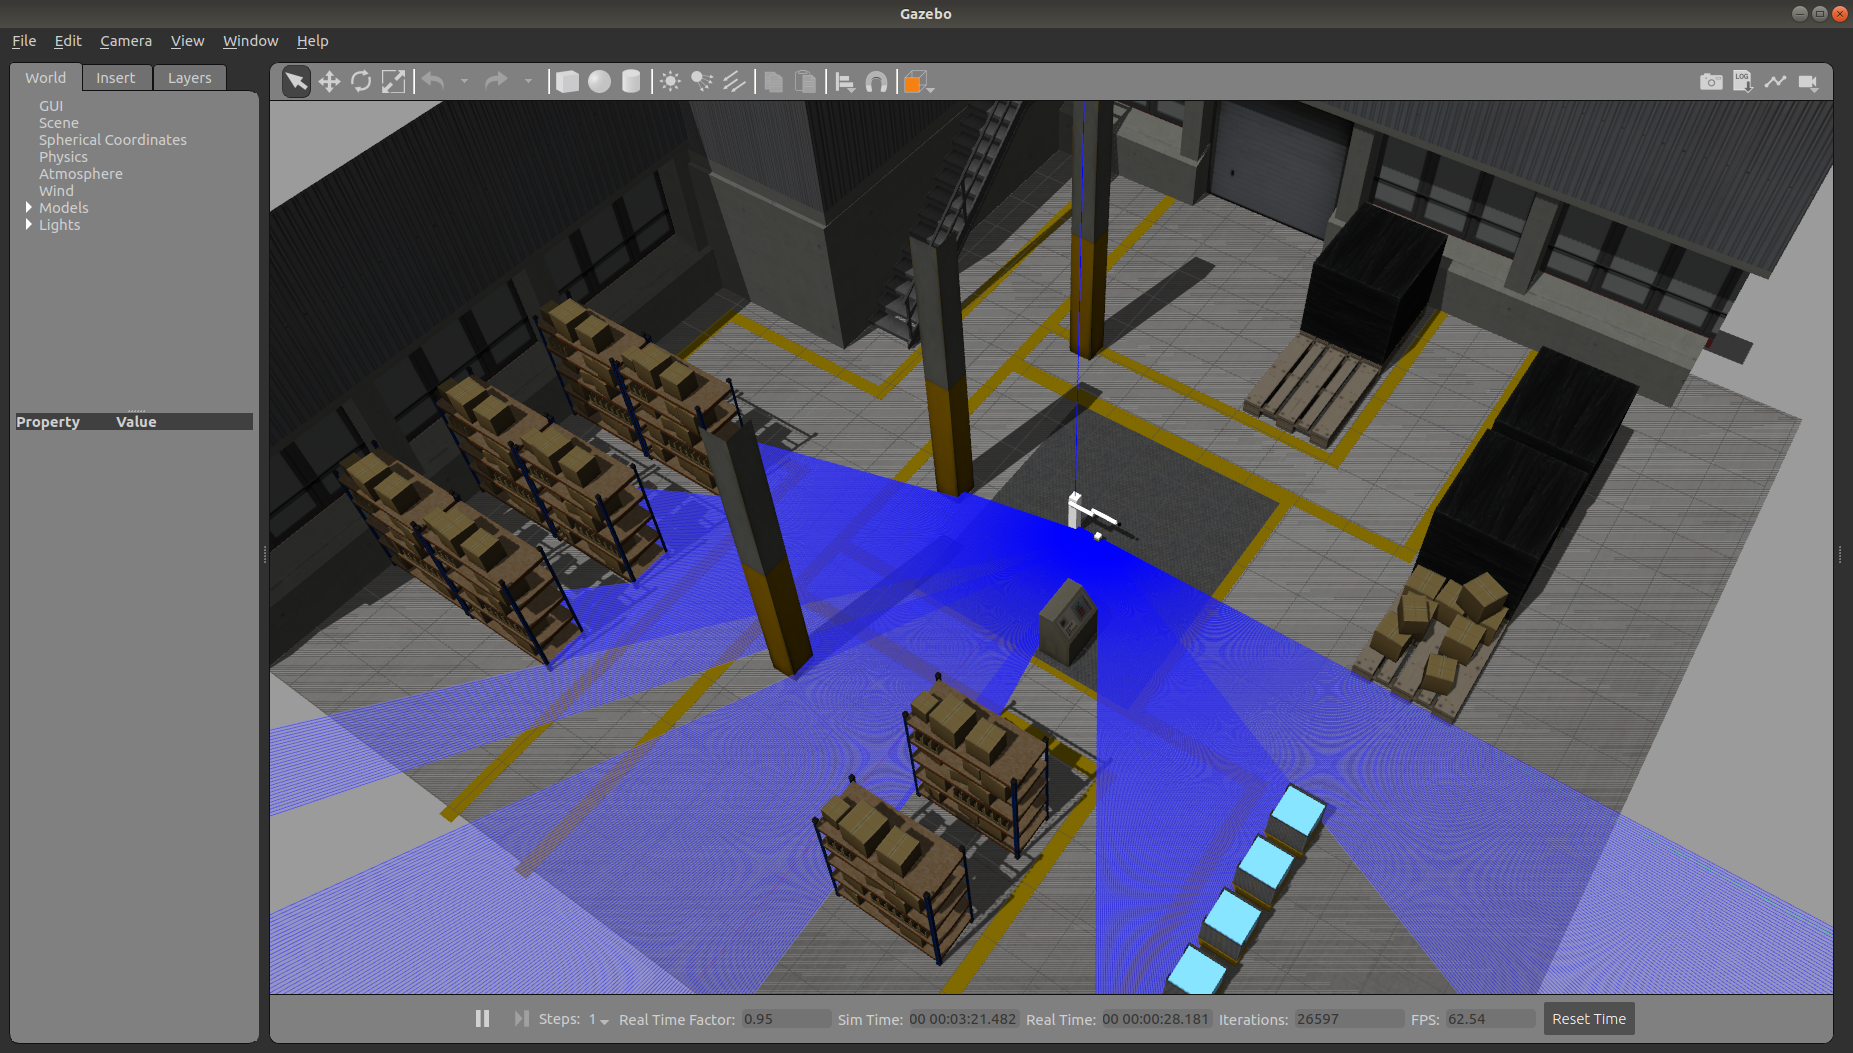 Gazebo
File Edit Camera View Window Help
World Insert Layers
LOG
GUI
Scene
Spherical Coordinates
Physics
Atmosphere
Wind
Models
Lights
Property Value
Steps: 1 Real Time Factor: 0.95 Sim Time: 00 00:03:21.482 Real Time: 00 00:00:28.181 Iterations: 26597 FPS: 62.54 Reset Time